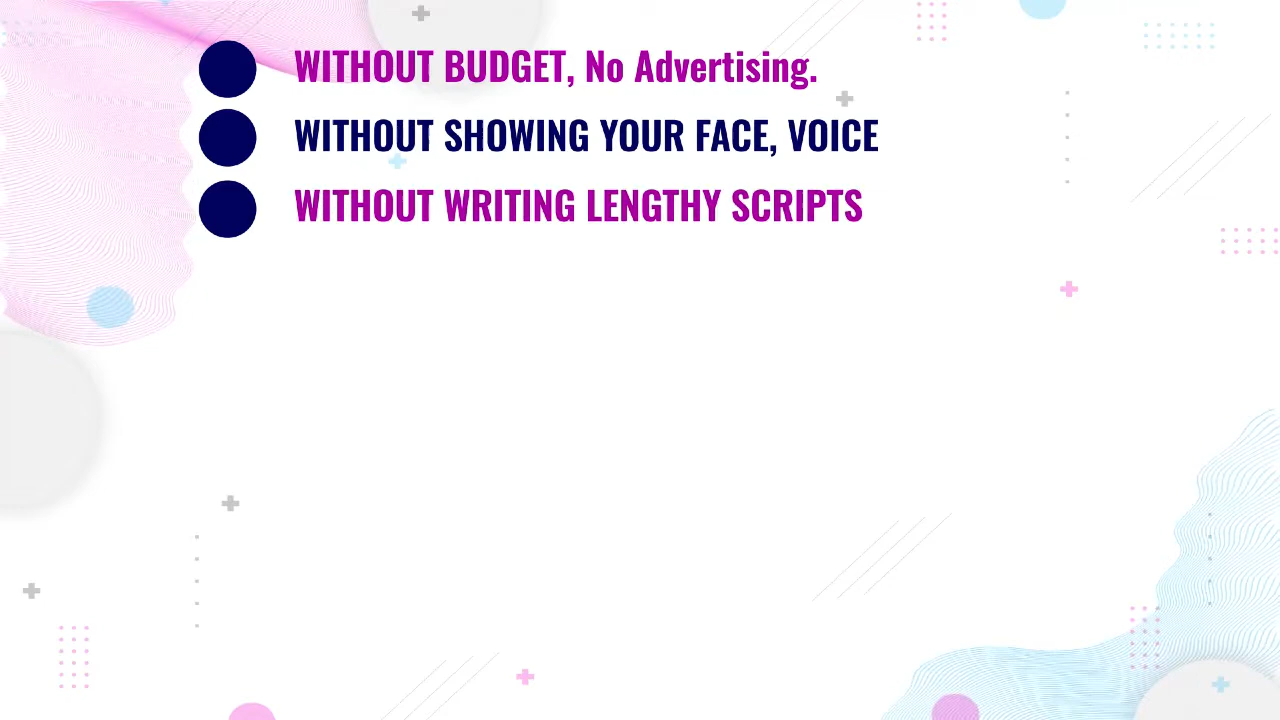 WITHOUT BUDGET, No Advertising.
WITHOUT SHOWING YOUR FACE, VOICE
WITHOUT WRITING LENGTHY SCRIPTS